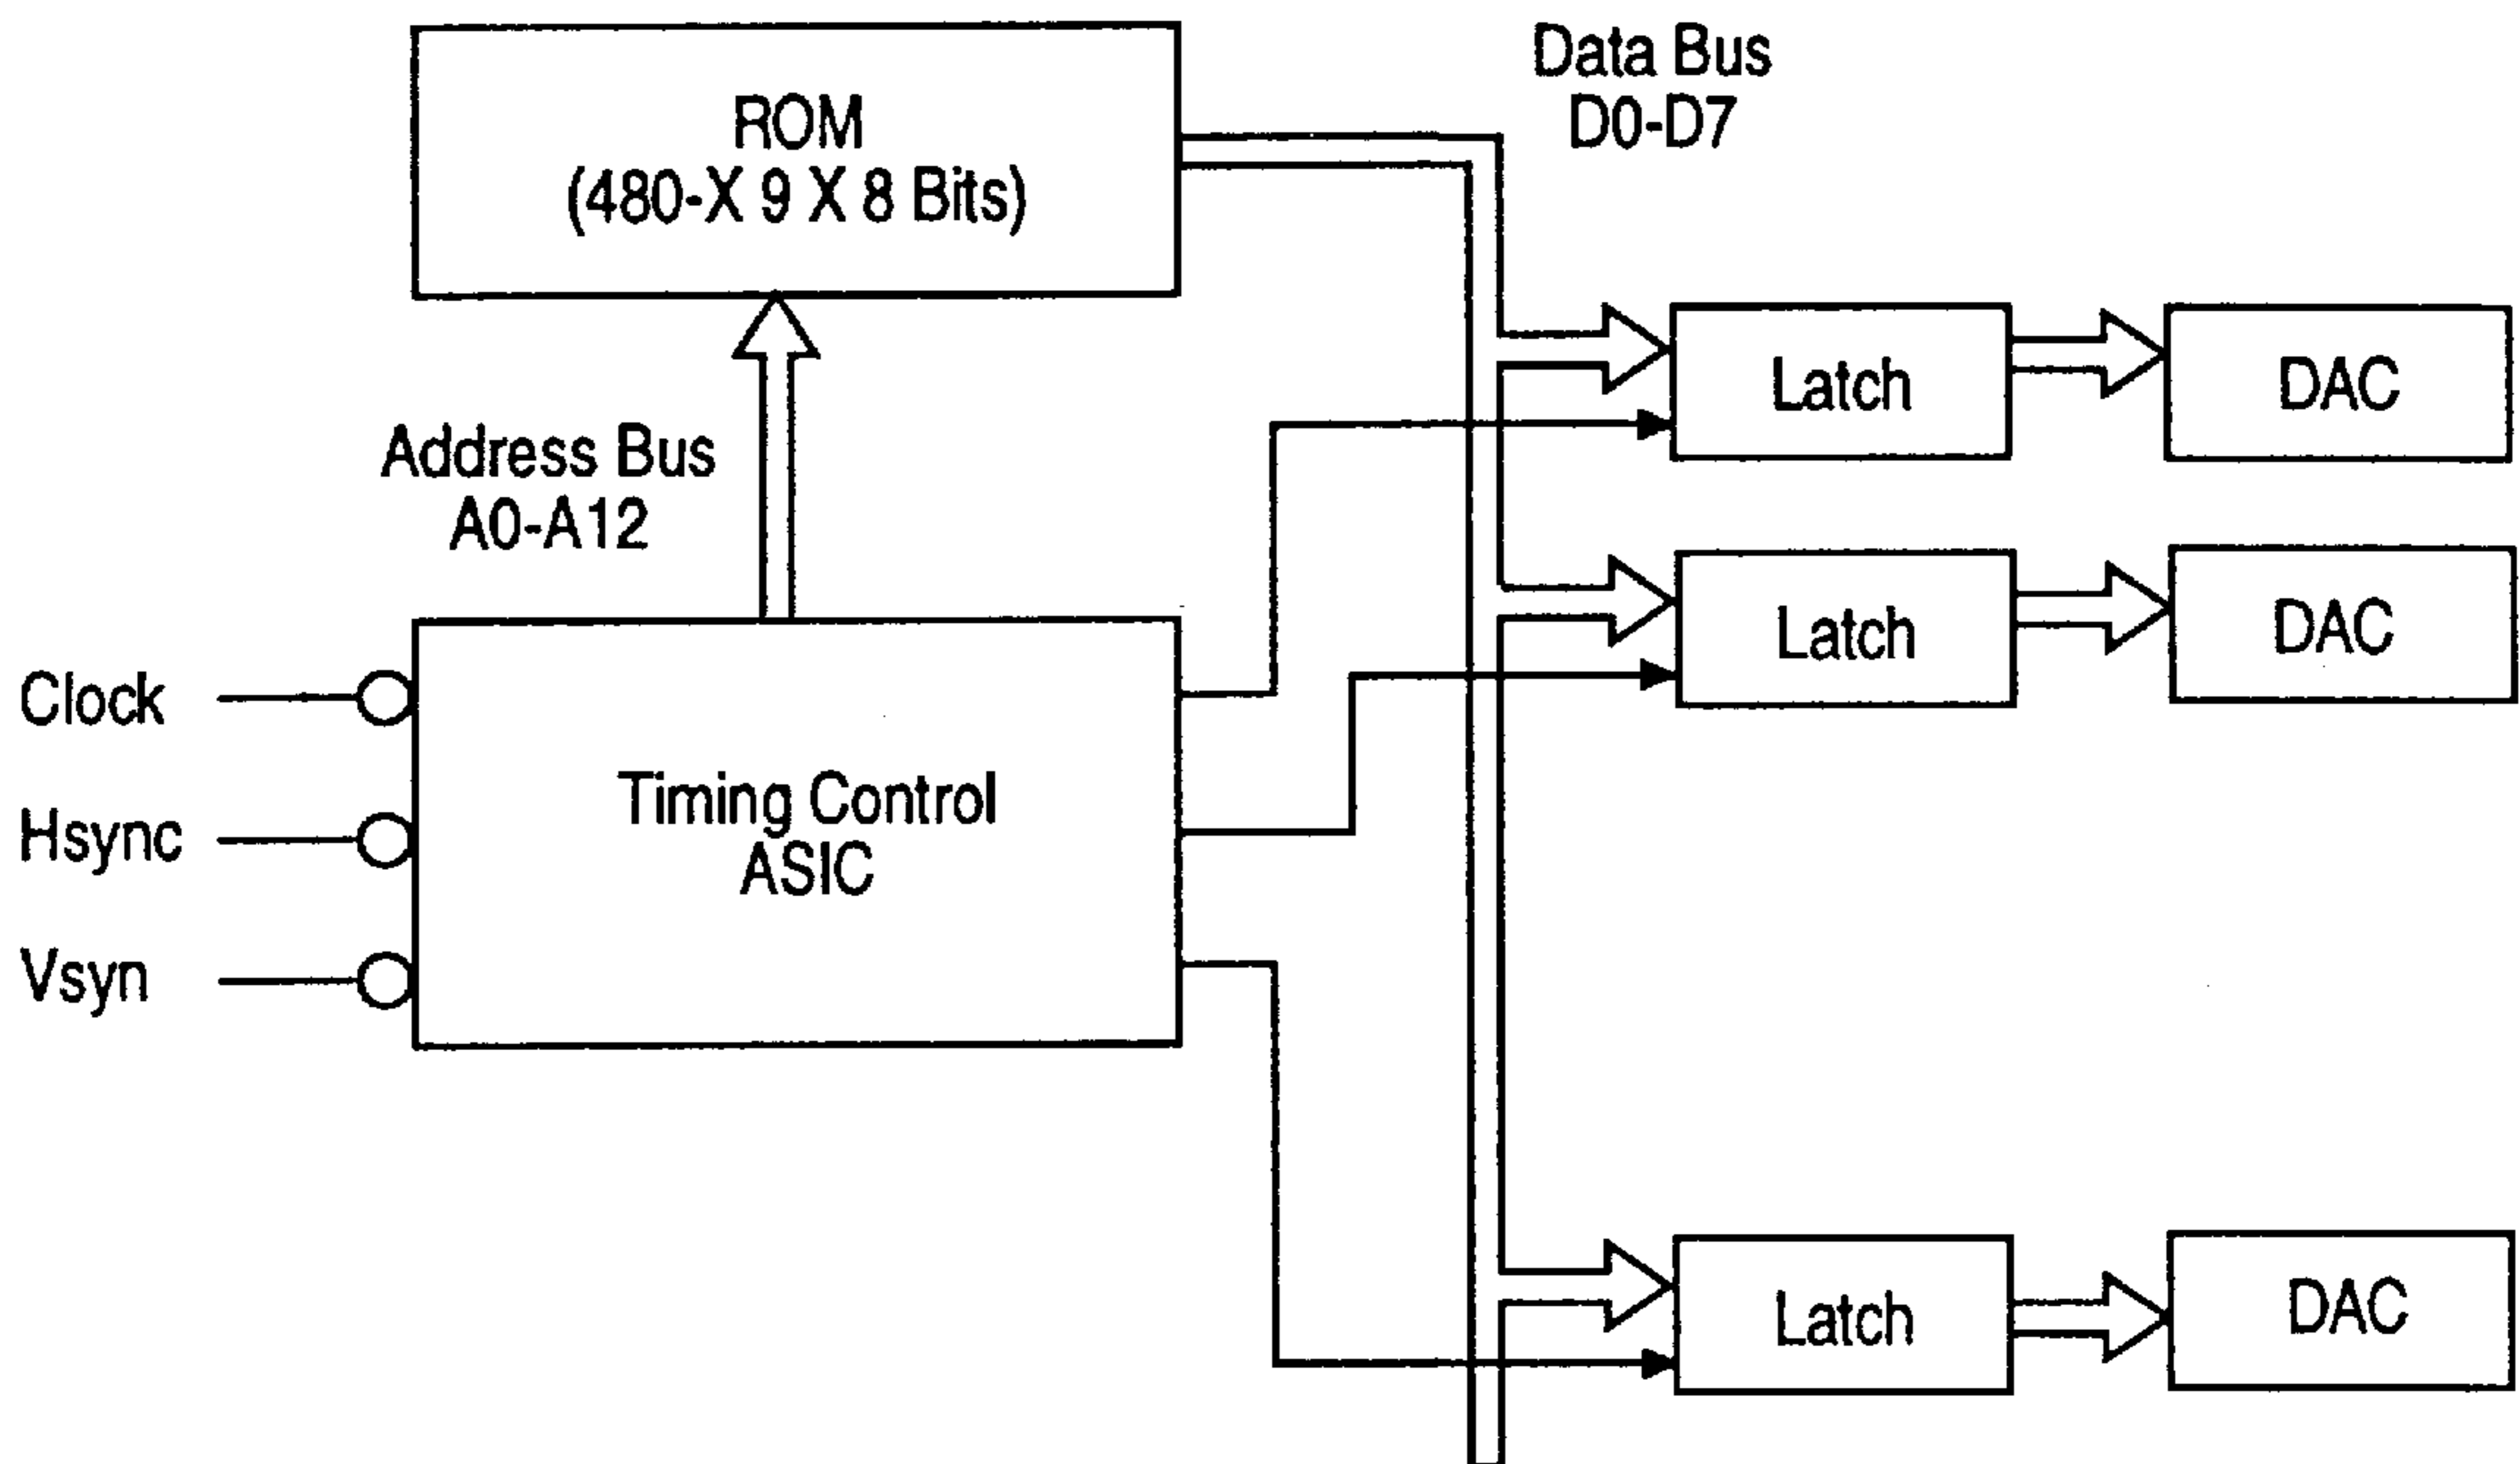 ROM
(480-X 9 X 8 Bits)
Data Bus
D0-D7
Latch
DAC
Address Bus
A0-A12
Latch
DAC
Clock
Hsync
Vsyn
Timing Control
ASIC
Latch
DAC